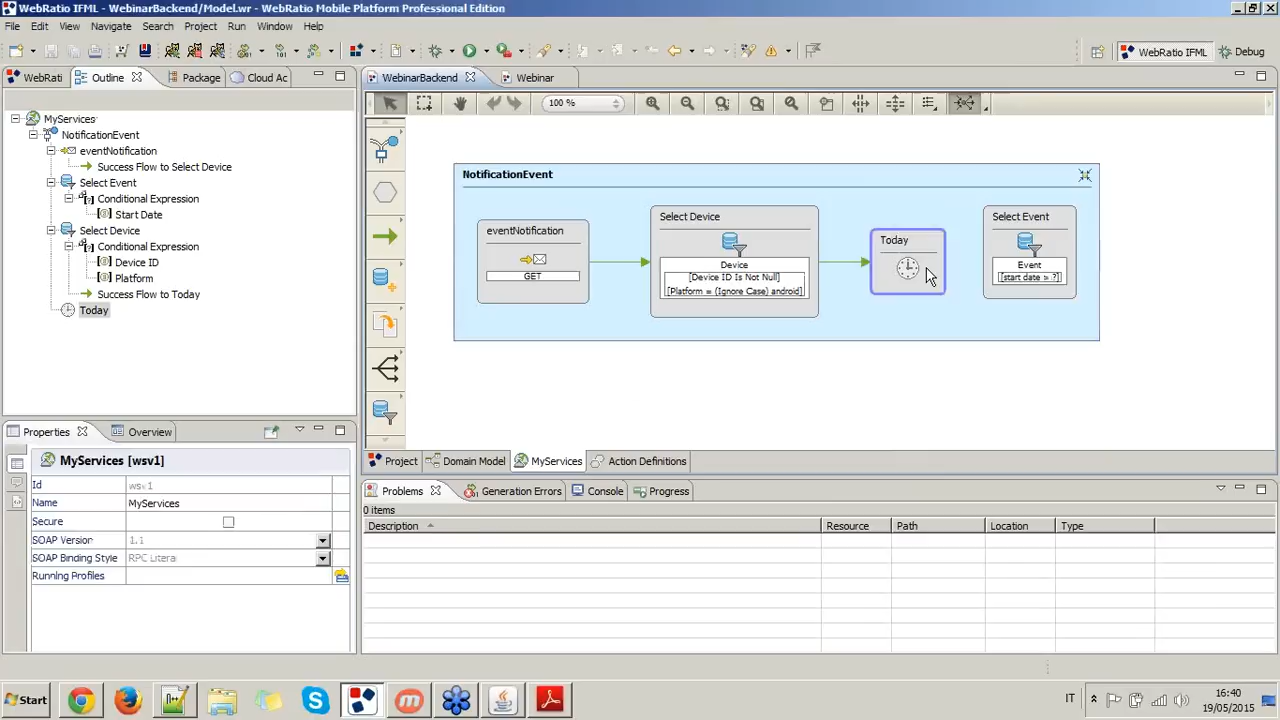 WebRatio IFML - WebinarBackend/Model.wr - WebRatio Mobile Platform Professional Edition
File Edit View Navigate Search Project Run Window Help
WebRatio IFML Debug
WebRati Outline Package Cloud Ac
WebinarBackend Webinar
100 %
MyServices
NotificationEvent
eventNotification
Success Flow to Select Device
Select Event
Conditional Expression
Start Date
Select Device
Conditional Expression
Device ID
Platform
Success Flow to Today
Today
NotificationEvent
eventNotification
GET
Select Device
Device
[Device ID Is Not Null]
[Platform = (Ignore Case) android]
Today
Select Event
Event
[start date > ?]
Project Domain Model MyServices Action Definitions
Properties Overview
MyServices [wsv1]
Id wsv1
Name MyServices
Secure
SOAP Version 1.1
SOAP Binding Style RPC Literal
Running Profiles
Problems Generation Errors Console Progress
0 items
Description Resource Path Location Type
Start
IT
16:40
19/05/2015